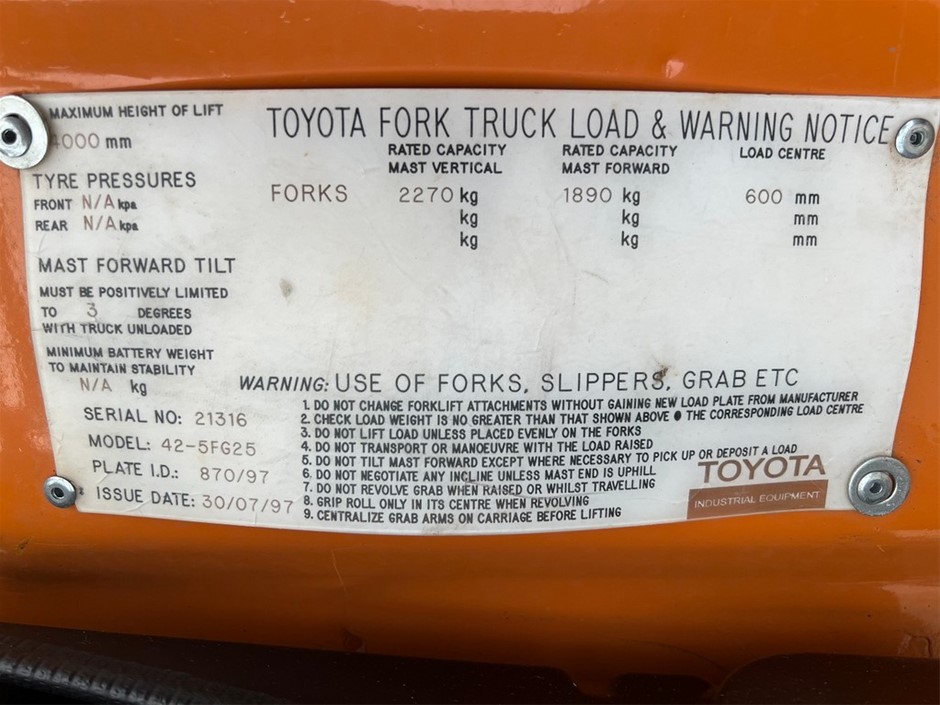 MAXIMUM HEIGHT OF LIFT
4000 mm
TOYOTA FORK TRUCK LOAD & WARNING NOTICE
RATED CAPACITY MAST VERTICAL
RATED CAPACITY MAST FORWARD
LOAD CENTRE
FORKS 2270 kg 1890 kg 600 mm
kg kg mm
kg kg mm
TYRE PRESSURES
FRONT N/A kpa
REAR N/A kpa
MAST FORWARD TILT
MUST BE POSITIVELY LIMITED
TO 3 DEGREES
WITH TRUCK UNLOADED
MINIMUM BATTERY WEIGHT
TO MAINTAIN STABILITY
N/A kg
SERIAL NO: 21316
MODEL: 42-5FG25
PLATE I.D.: 870/97
ISSUE DATE: 30/07/97
WARNING: USE OF FORKS, SLIPPERS, GRAB ETC
1. DO NOT CHANGE FORKLIFT ATTACHMENTS WITHOUT GAINING NEW LOAD PLATE FROM MANUFACTURER
2. CHECK LOAD WEIGHT IS NO GREATER THAN THAT SHOWN ABOVE @ THE CORRESPONDING LOAD CENTRE
3. DO NOT LIFT LOAD UNLESS PLACED EVENLY ON THE FORKS
4. DO NOT TRANSPORT OR MANOEUVRE WITH THE LOAD RAISED
5. DO NOT TILT MAST FORWARD EXCEPT WHERE NECESSARY TO PICK UP OR DEPOSIT A LOAD
6. DO NOT NEGOTIATE ANY INCLINE UNLESS MAST END IS UPHILL
7. DO NOT REVOLVE GRAB WHEN RAISED OR WHILST TRAVELLING
8. GRIP ROLL ONLY IN ITS CENTRE WHEN REVOLVING
9. CENTRALIZE GRAB ARMS ON CARRIAGE BEFORE LIFTING
TOYOTA
INDUSTRIAL EQUIPMENT